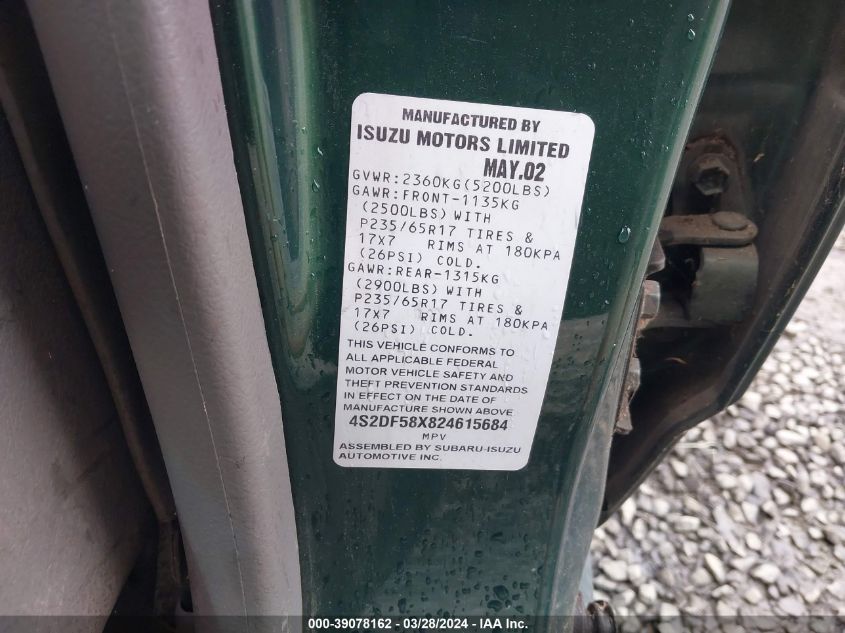 MANUFACTURED BY
ISUZU MOTORS LIMITED
MAY.02
GVWR:2360KG(5200LBS)
GAWR:FRONT-1135KG
(2500LBS) WITH
P235/65R17 TIRES &
17X7 RIMS AT 180KPA
(26PSI) COLD.
GAWR:REAR-1315KG
(2900LBS) WITH
P235/65R17 TIRES &
17X7 RIMS AT 180KPA
(26PSI) COLD.
THIS VEHICLE CONFORMS TO
ALL APPLICABLE FEDERAL
MOTOR VEHICLE SAFETY AND
THEFT PREVENTION STANDARDS
IN EFFECT ON THE DATE OF
MANUFACTURE SHOWN ABOVE
4S2DF58X824615684
MPV
ASSEMBLED BY SUBARU-ISUZU
AUTOMOTIVE INC.
000-39078162 - 03/28/2024 - IAA Inc.